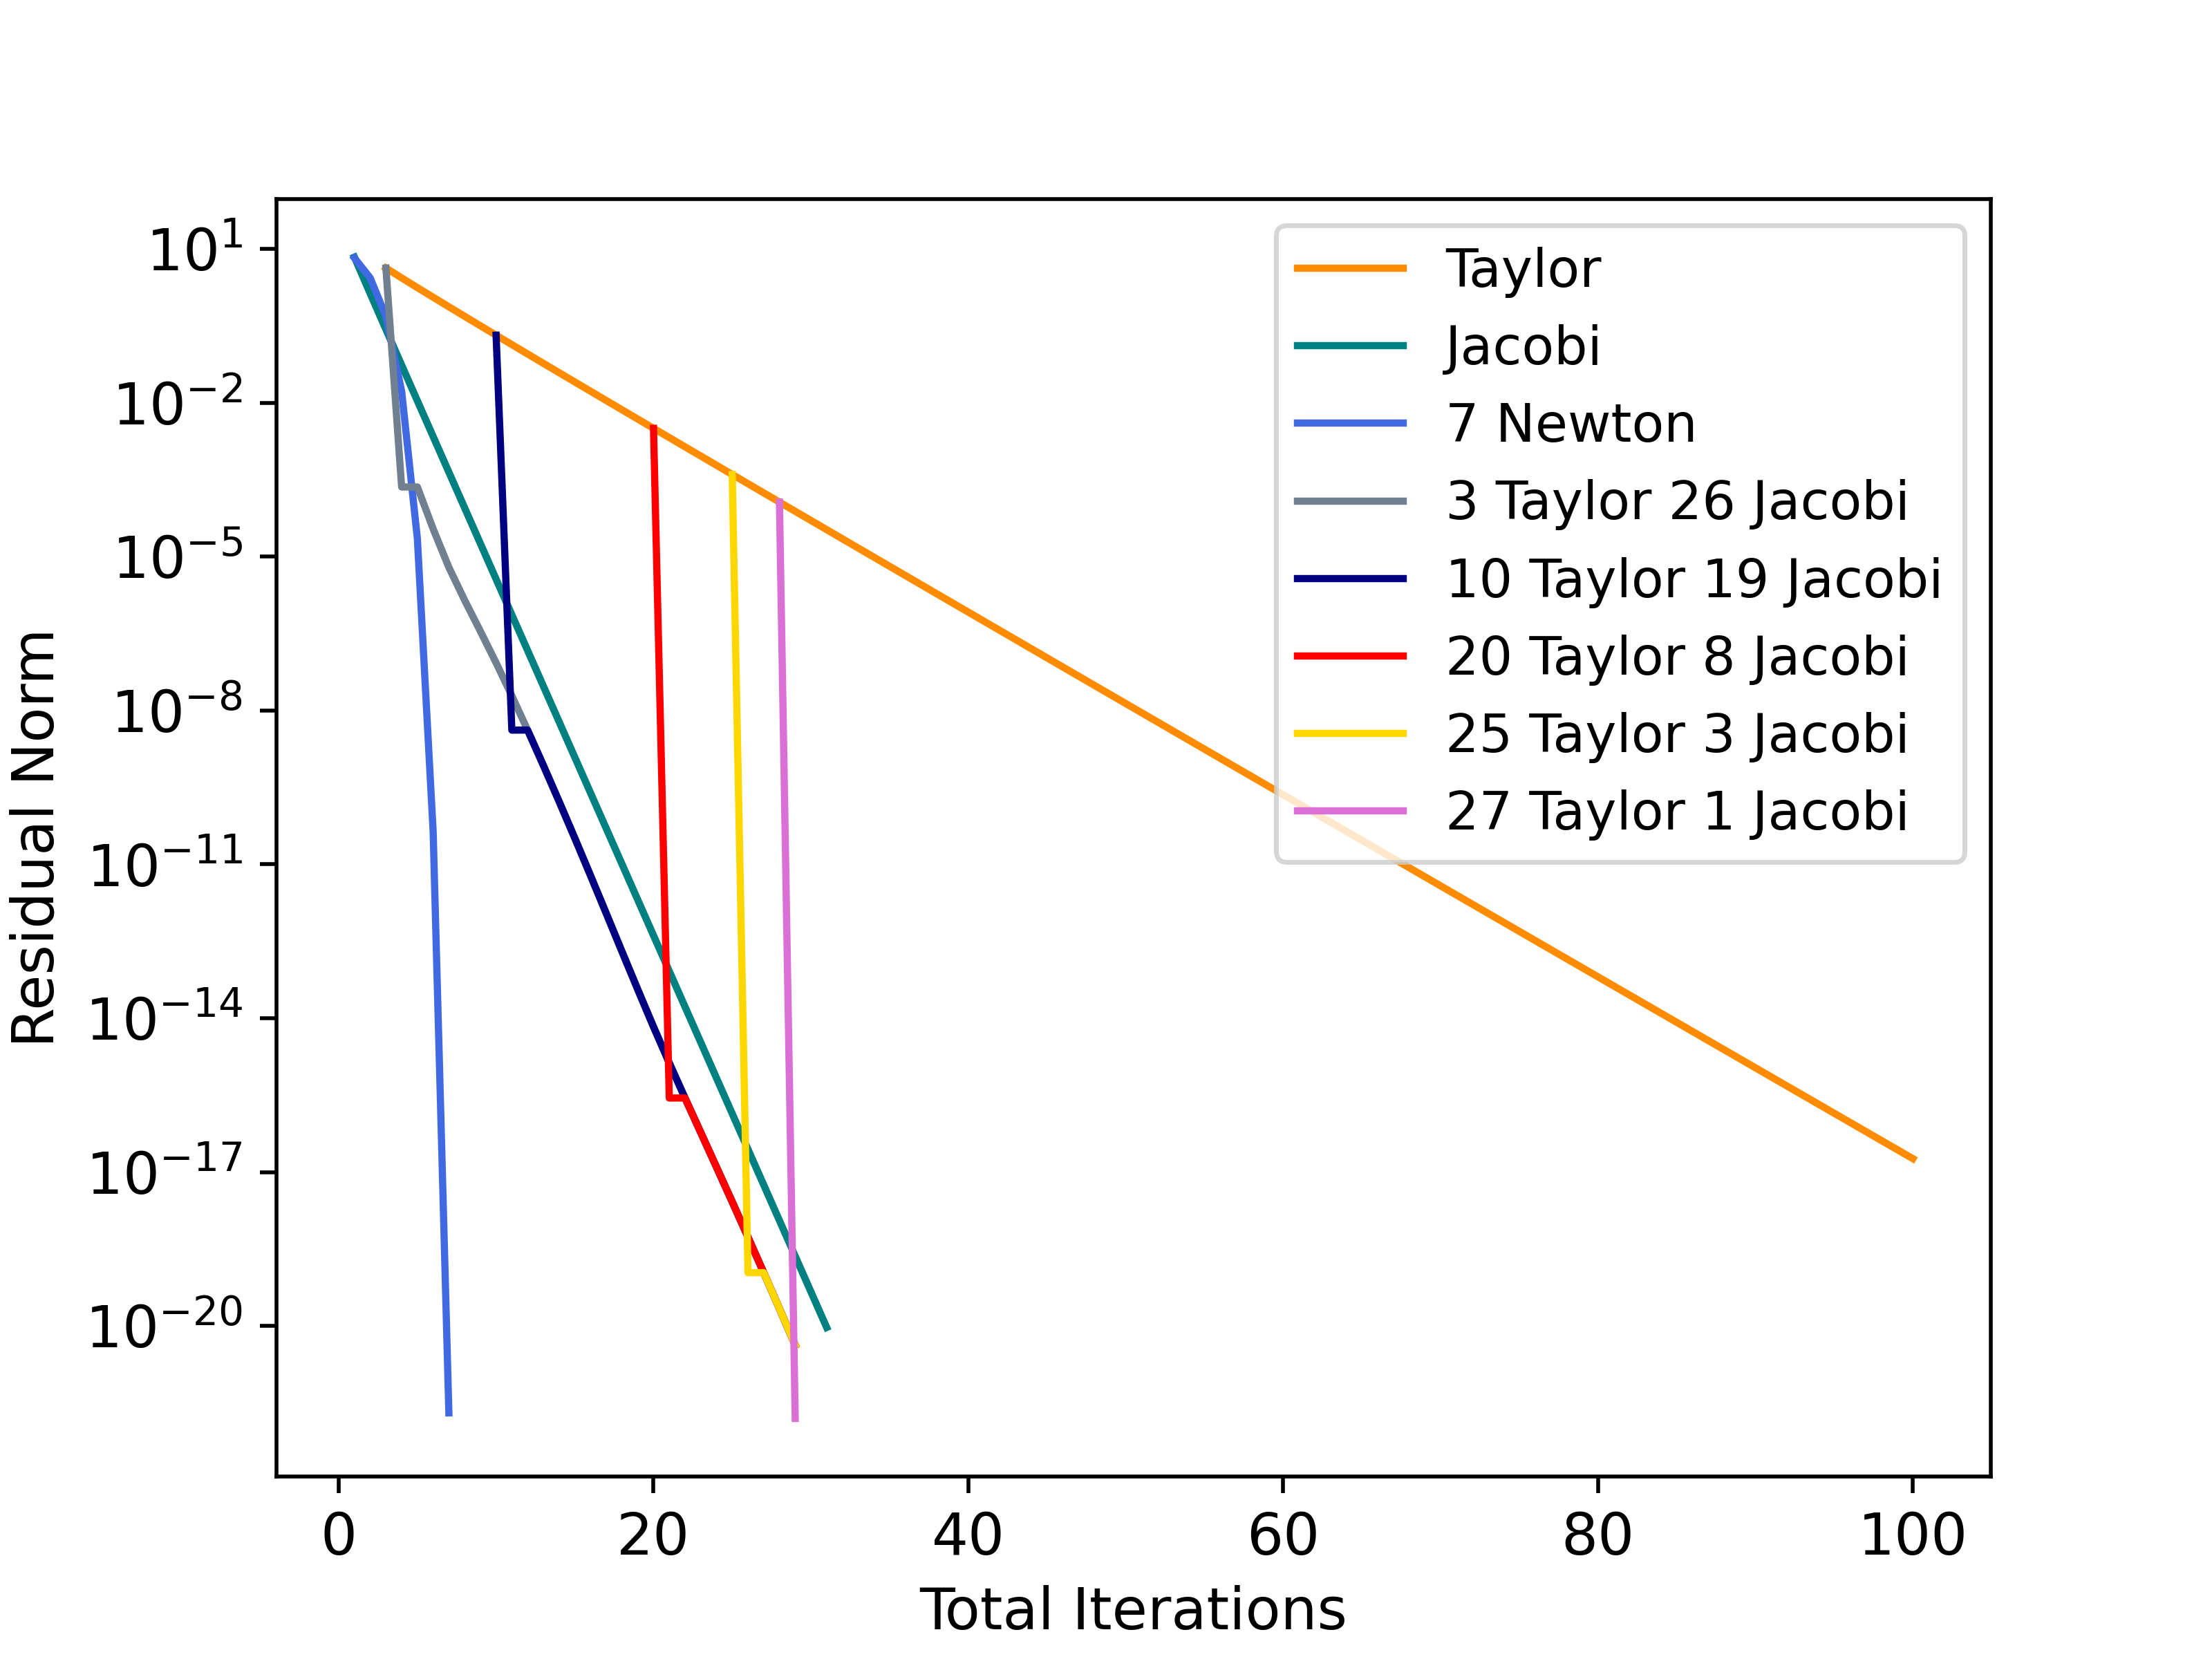 10^1
10^−2
10^−5
10^−8
10^−11
10^−14
10^−17
10^−20
Residual Norm
0 20 40 60 80 100
Total Iterations
Taylor
Jacobi
7 Newton
3 Taylor 26 Jacobi
10 Taylor 19 Jacobi
20 Taylor 8 Jacobi
25 Taylor 3 Jacobi
27 Taylor 1 Jacobi